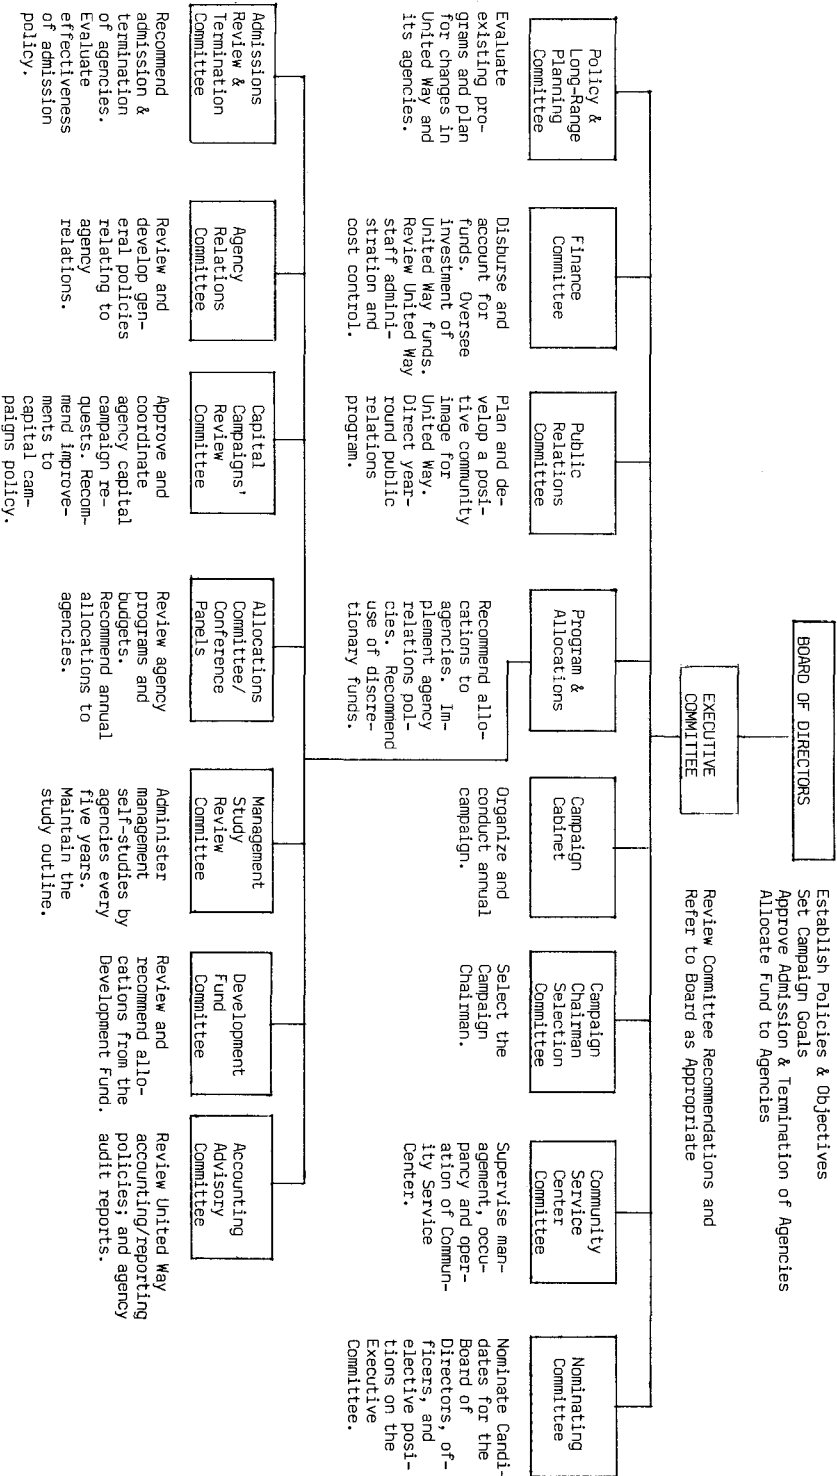 BOARD OF DIRECTORS
Establish Policies & Objectives
Set Campaign Goals
Approve Admission & Termination of Agencies
Allocate Fund to Agencies
EXECUTIVE
COMMITTEE
Review Committee Recommendations and
Refer to Board as Appropriate
Policy &
Long-Range
Planning
Committee
Evaluate
existing pro-
grams and plan
for changes in
United Way and
its agencies.
Finance
Committee
Disburse and
account for
funds. Oversee
investment of
United Way funds.
Review United Way
staff admini-
stration and
cost control.
Public
Relations
Committee
Plan and de-
velop a posi-
tive community
image for
United Way.
Direct year-
round public
relations
program.
Program &
Allocations
Recommend allo-
cations to
agencies. Im-
plement agency
relations pol-
cies. Recommend
use of discre-
tionary funds.
Campaign
Cabinet
Organize and
conduct annual
campaign.
Campaign
Chairman
Selection
Committee
Select the
Campaign
Chairman.
Community
Service
Center
Committee
Supervise man-
agement, occu-
pancy and oper-
ation of Commun-
ity Service
Center.
Nominating
Committee
Nominate Candi-
dates for the
Board of
Directors, of-
ficers, and
elective posi-
tions on the
Executive
Committee.
Admissions
Review &
Termination
Committee
Recommend
admission &
termination
of agencies.
Evaluate
effectiveness
of admission
policy.
Agency
Relations
Committee
Review and
develop gen-
eral policies
relating to
agency
relations.
Capital
Campaigns'
Review
Committee
Approve and
coordinate
agency capital
campaign re-
quests. Recom-
mend improve-
ments to
capital cam-
paigns policy.
Allocations
Committee/
Conference
Panels
Review agency
programs and
budgets.
Recommend annual
allocations to
agencies.
Management
Study
Review
Committee
Administer
management
self-studies by
agencies every
five years.
Maintain the
study outline.
Development
Fund
Committee
Review and
recommend allo-
cations from the
Development Fund.
Accounting
Advisory
Committee
Review United Way
accounting/reporting
policies; and agency
audit reports.